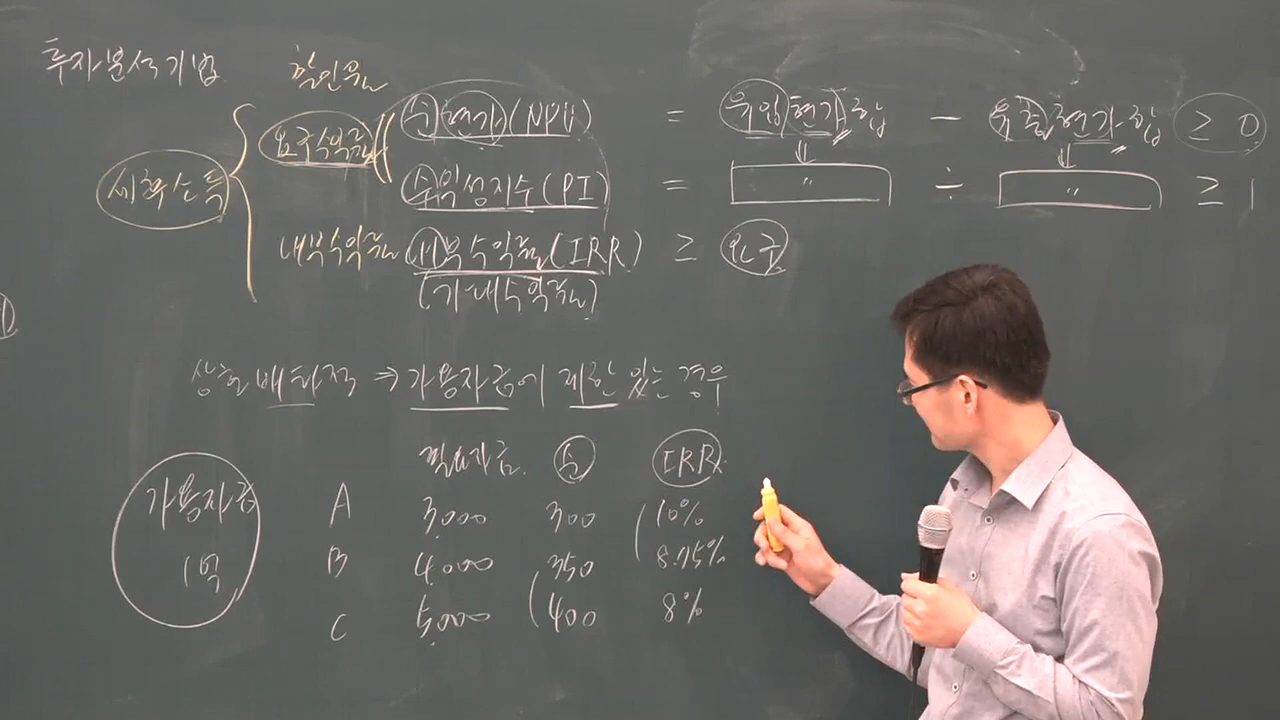 투자분석기법 할인율
요구수익률 순현가(NPV) = 유입현가합 - 유출현가합 ≥ 0
세후소득 수익성지수(PI) = 〃 ÷ 〃 ≥ 1
내부수익률 내부수익률(IRR) ≥ 요구
(기대수익률)
상호배타적 ⇒ 가용자금에 제한 있는 경우
필요자금 순 IRR
가용자금 A 3,000 300 10%
1억 B 4,000 350 8.75%
C 5,000 400 8%